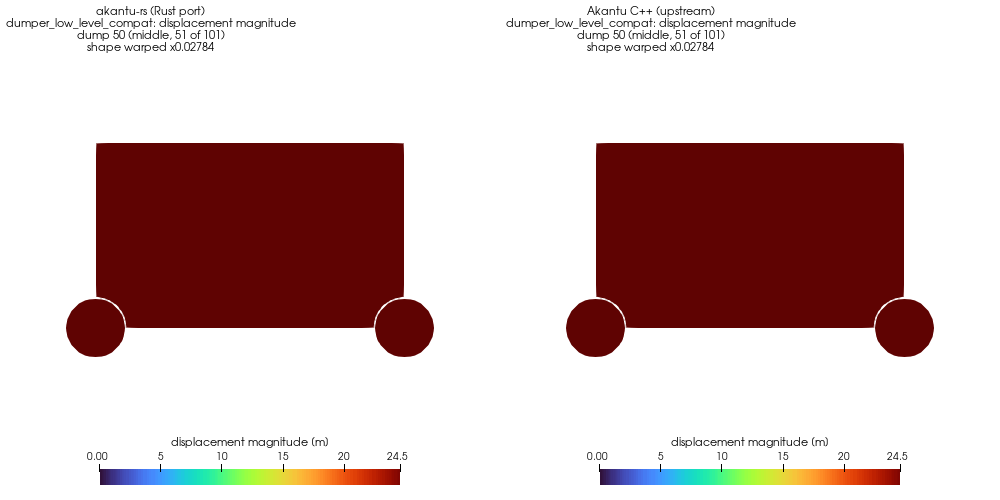 akantu-rs (Rust port)
dumper_low_level_compat: displacement magnitude
dump 50 (middle, 51 of 101)
shape warped x0.02784
displacement magnitude (m)
0.00 5 10 15 20 24.5
Akantu C++ (upstream)
dumper_low_level_compat: displacement magnitude
dump 50 (middle, 51 of 101)
shape warped x0.02784
displacement magnitude (m)
0.00 5 10 15 20 24.5